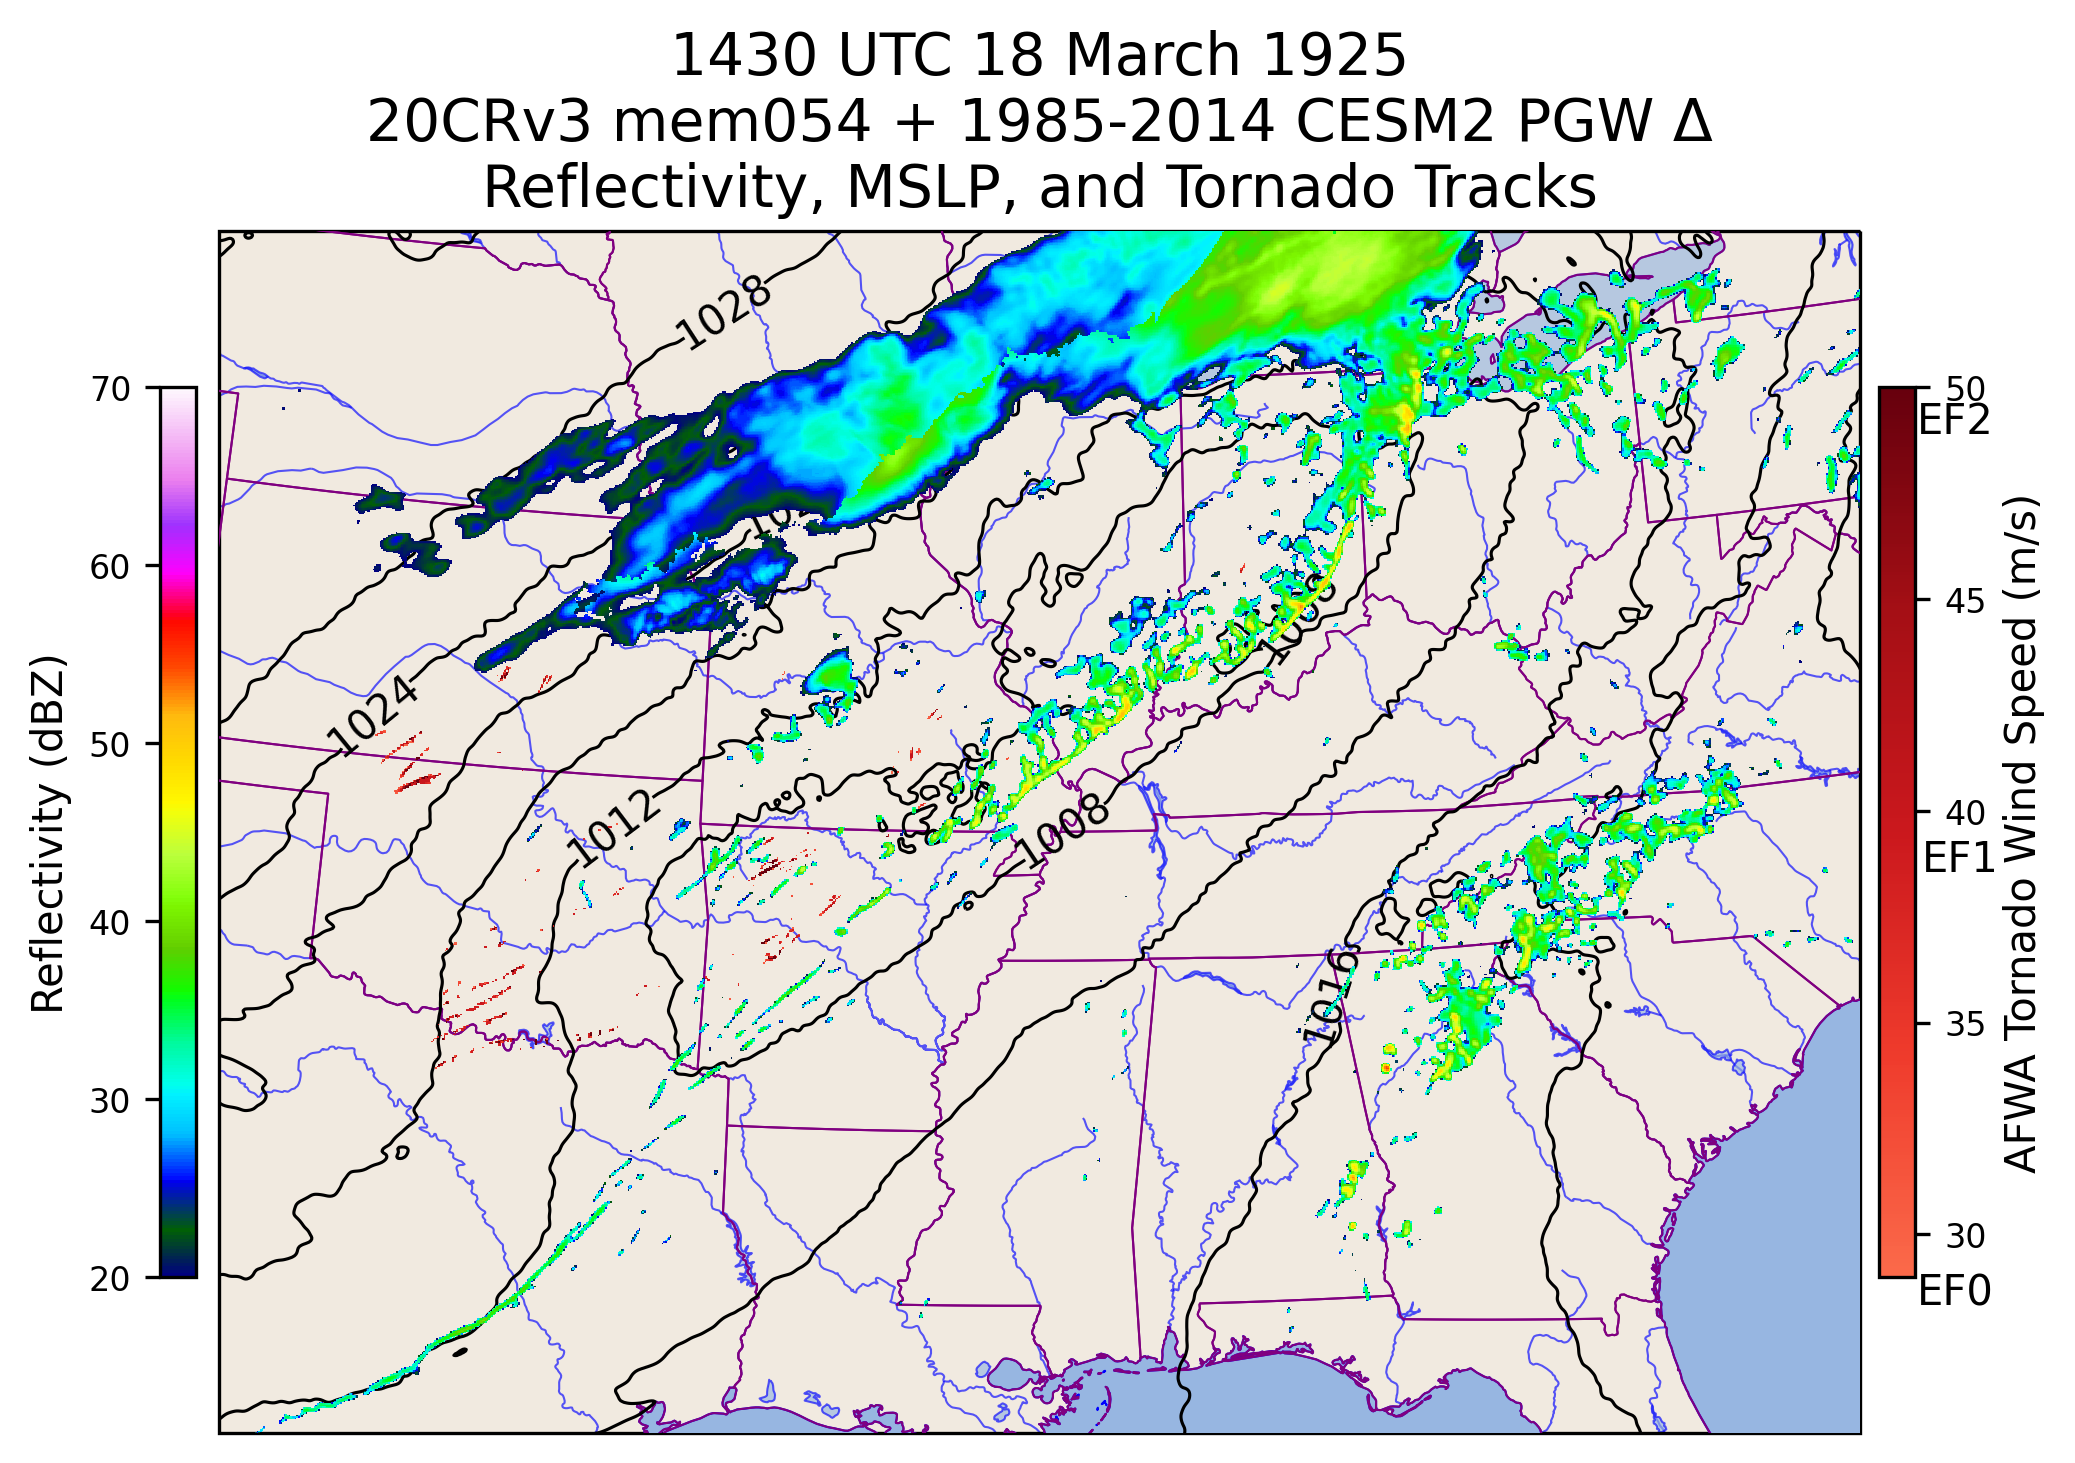 1430 UTC 18 March 1925
20CRv3 mem054 + 1985-2014 CESM2 PGW Δ
Reflectivity, MSLP, and Tornado Tracks
70
60
50
40
30
20
Reflectivity (dBZ)
1028
1024
1012
1008
1008
1016
50
EF2
45
40
EF1
35
30
EF0
AFWA Tornado Wind Speed (m/s)